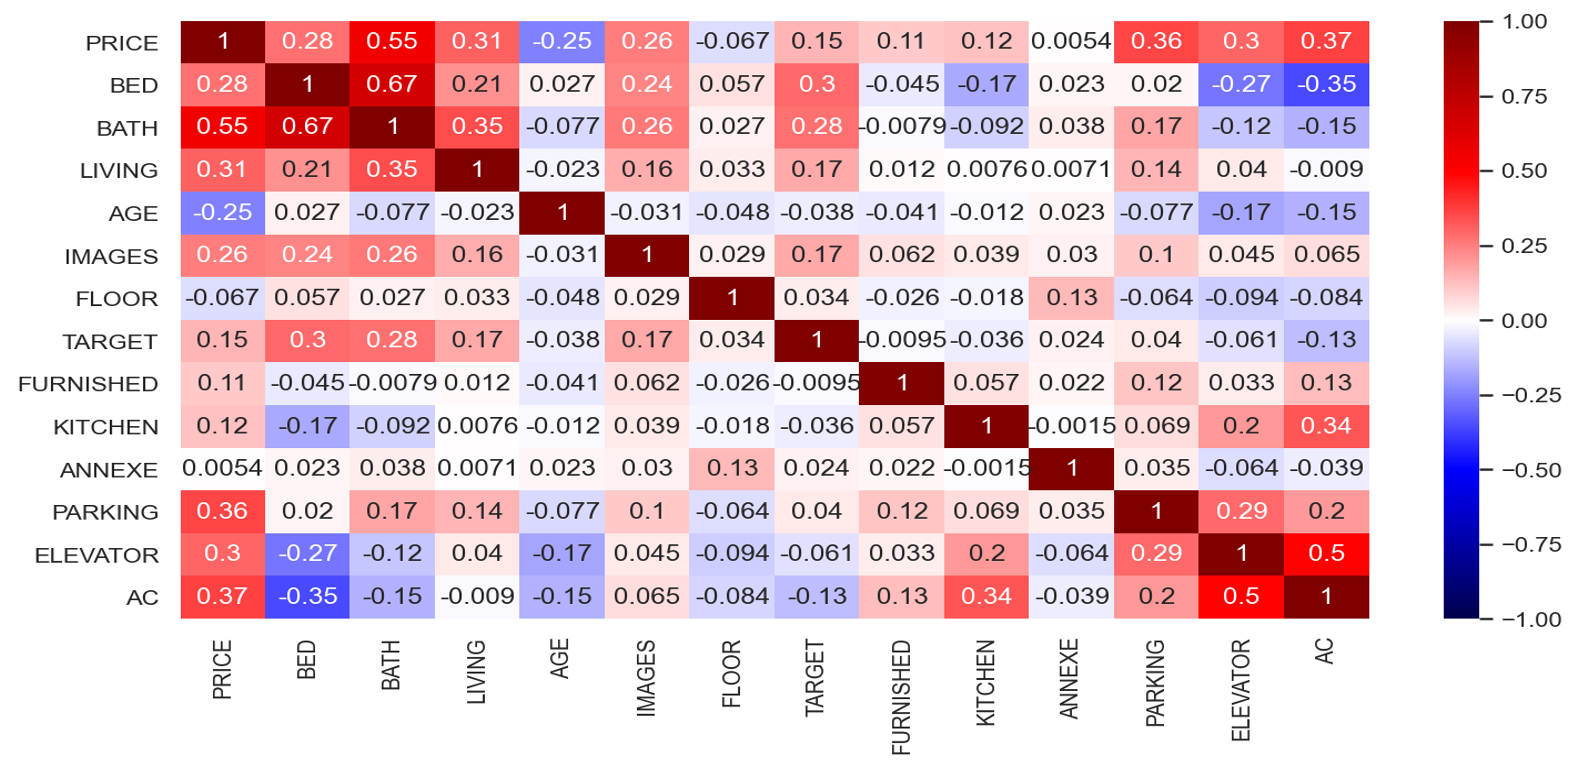 PRICE 1 0.28 0.55 0.31 -0.25 0.26 -0.067 0.15 0.11 0.12 0.0054 0.36 0.3 0.37
BED 0.28 1 0.67 0.21 0.027 0.24 0.057 0.3 -0.045 -0.17 0.023 0.02 -0.27 -0.35
BATH 0.55 0.67 1 0.35 -0.077 0.26 0.027 0.28 -0.0079 -0.092 0.038 0.17 -0.12 -0.15
LIVING 0.31 0.21 0.35 1 -0.023 0.16 0.033 0.17 0.012 0.0076 0.0071 0.14 0.04 -0.009
AGE -0.25 0.027 -0.077 -0.023 1 -0.031 -0.048 -0.038 -0.041 -0.012 0.023 -0.077 -0.17 -0.15
IMAGES 0.26 0.24 0.26 0.16 -0.031 1 0.029 0.17 0.062 0.039 0.03 0.1 0.045 0.065
FLOOR -0.067 0.057 0.027 0.033 -0.048 0.029 1 0.034 -0.026 -0.018 0.13 -0.064 -0.094 -0.084
TARGET 0.15 0.3 0.28 0.17 -0.038 0.17 0.034 1 -0.0095 -0.036 0.024 0.04 -0.061 -0.13
FURNISHED 0.11 -0.045 -0.0079 0.012 -0.041 0.062 -0.026 -0.0095 1 0.057 0.022 0.12 0.033 0.13
KITCHEN 0.12 -0.17 -0.092 0.0076 -0.012 0.039 -0.018 -0.036 0.057 1 -0.0015 0.069 0.2 0.34
ANNEXE 0.0054 0.023 0.038 0.0071 0.023 0.03 0.13 0.024 0.022 -0.0015 1 0.035 -0.064 -0.039
PARKING 0.36 0.02 0.17 0.14 -0.077 0.1 -0.064 0.04 0.12 0.069 0.035 1 0.29 0.2
ELEVATOR 0.3 -0.27 -0.12 0.04 -0.17 0.045 -0.094 -0.061 0.033 0.2 -0.064 0.29 1 0.5
AC 0.37 -0.35 -0.15 -0.009 -0.15 0.065 -0.084 -0.13 0.13 0.34 -0.039 0.2 0.5 1
PRICE BED BATH LIVING AGE IMAGES FLOOR TARGET FURNISHED KITCHEN ANNEXE PARKING ELEVATOR AC
1.00
0.75
0.50
0.25
0.00
−0.25
−0.50
−0.75
−1.00